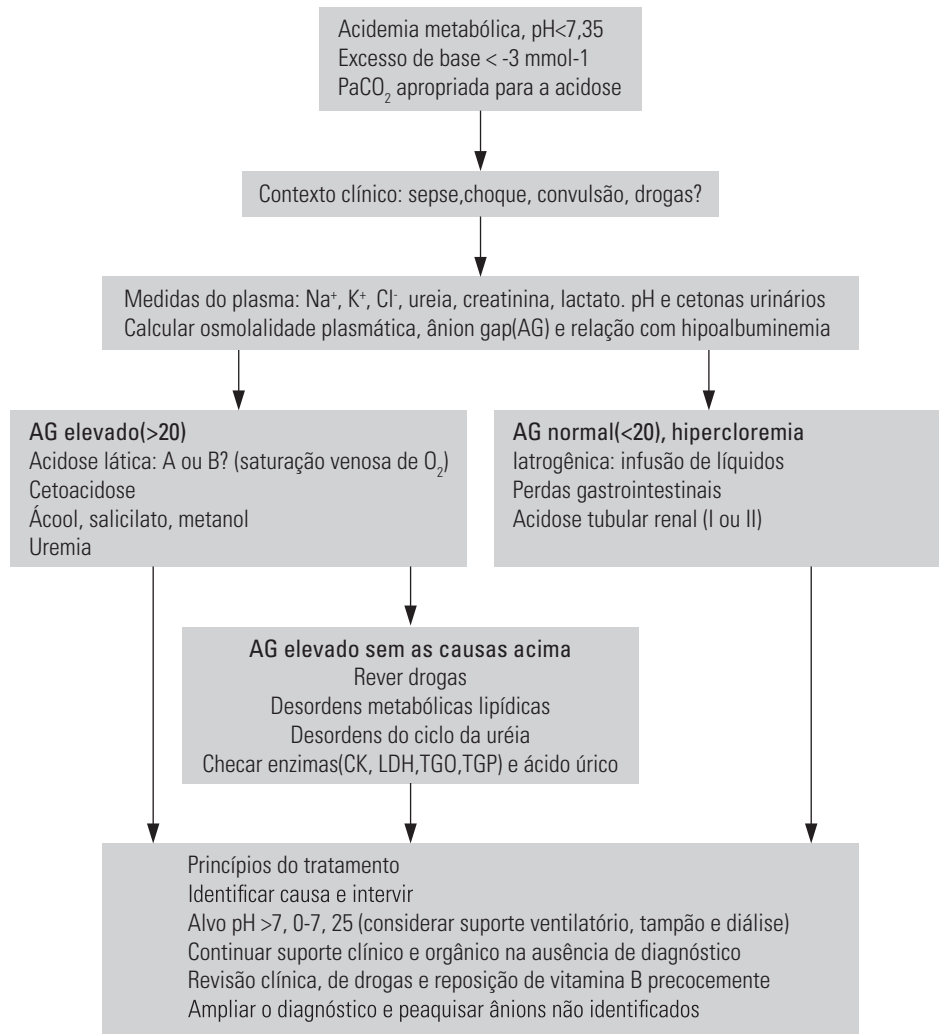 Acidemia metabólica, pH<7,35
Excesso de base < -3 mmol-1
PaCO2 apropriada para a acidose
Contexto clínico: sepse,choque, convulsão, drogas?
Medidas do plasma: Na+, K+, Cl-, ureia, creatinina, lactato. pH e cetonas urinários
Calcular osmolalidade plasmática, ânion gap(AG) e relação com hipoalbuminemia
AG elevado(>20)
Acidose lática: A ou B? (saturação venosa de O2)
Cetoacidose
Ácool, salicilato, metanol
Uremia
AG normal(<20), hipercloremia
Iatrogênica: infusão de líquidos
Perdas gastrointestinais
Acidose tubular renal (I ou II)
AG elevado sem as causas acima
Rever drogas
Desordens metabólicas lipídicas
Desordens do ciclo da uréia
Checar enzimas(CK, LDH,TGO,TGP) e ácido úrico
Princípios do tratamento
Identificar causa e intervir
Alvo pH >7, 0-7, 25 (considerar suporte ventilatório, tampão e diálise)
Continuar suporte clínico e orgânico na ausência de diagnóstico
Revisão clínica, de drogas e reposição de vitamina B precocemente
Ampliar o diagnóstico e peaquisar ânions não identificados